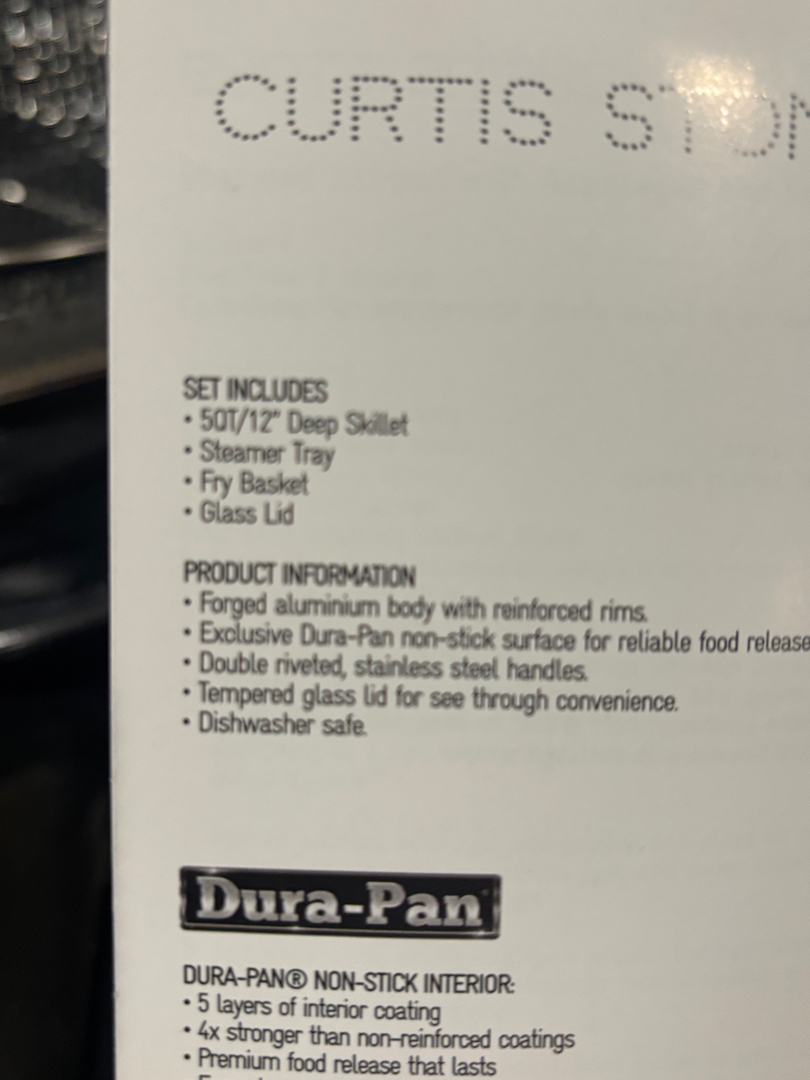 CURTIS STON
SET INCLUDES
• 5QT/12" Deep Skillet
• Steamer Tray
• Fry Basket
• Glass Lid
PRODUCT INFORMATION
• Forged aluminium body with reinforced rims.
• Exclusive Dura-Pan non-stick surface for reliable food release
• Double riveted, stainless steel handles.
• Tempered glass lid for see through convenience.
• Dishwasher safe.
Dura-Pan
DURA-PAN® NON-STICK INTERIOR:
• 5 layers of interior coating
• 4x stronger than non-reinforced coatings
• Premium food release that lasts